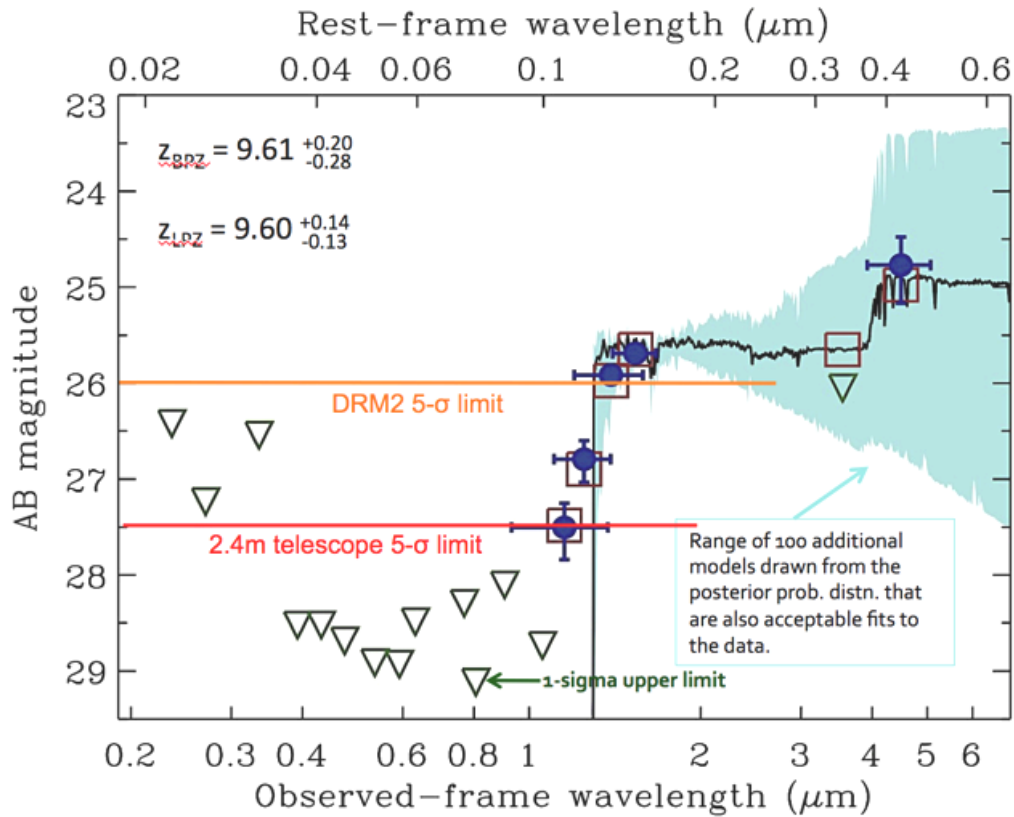 Rest-frame wavelength (μm)
0.02 0.04 0.06 0.1 0.2 0.3 0.4 0.6
23
24
25
26
27
28
29
AB magnitude
z_BPZ = 9.61 +0.20 -0.28
z_LPZ = 9.60 +0.14 -0.13
DRM2 5-σ limit
2.4m telescope 5-σ limit
Range of 100 additional
models drawn from the
posterior prob. distn. that
are also acceptable fits to
the data.
1-sigma upper limit
0.2 0.3 0.4 0.6 0.8 1 2 3 4 5 6
Observed-frame wavelength (μm)